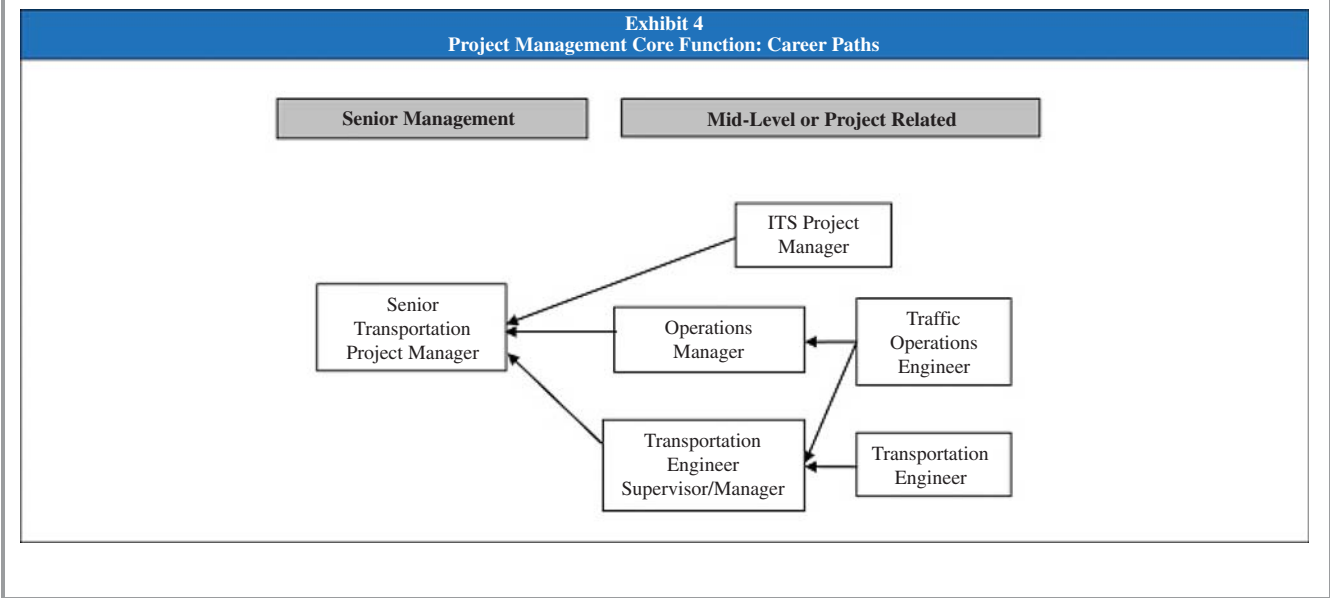 Exhibit 4
Project Management Core Function: Career Paths
Senior Management
Mid-Level or Project Related
ITS Project
Manager
Senior
Transportation
Project Manager
Operations
Manager
Traffic
Operations
Engineer
Transportation
Engineer
Supervisor/Manager
Transportation
Engineer